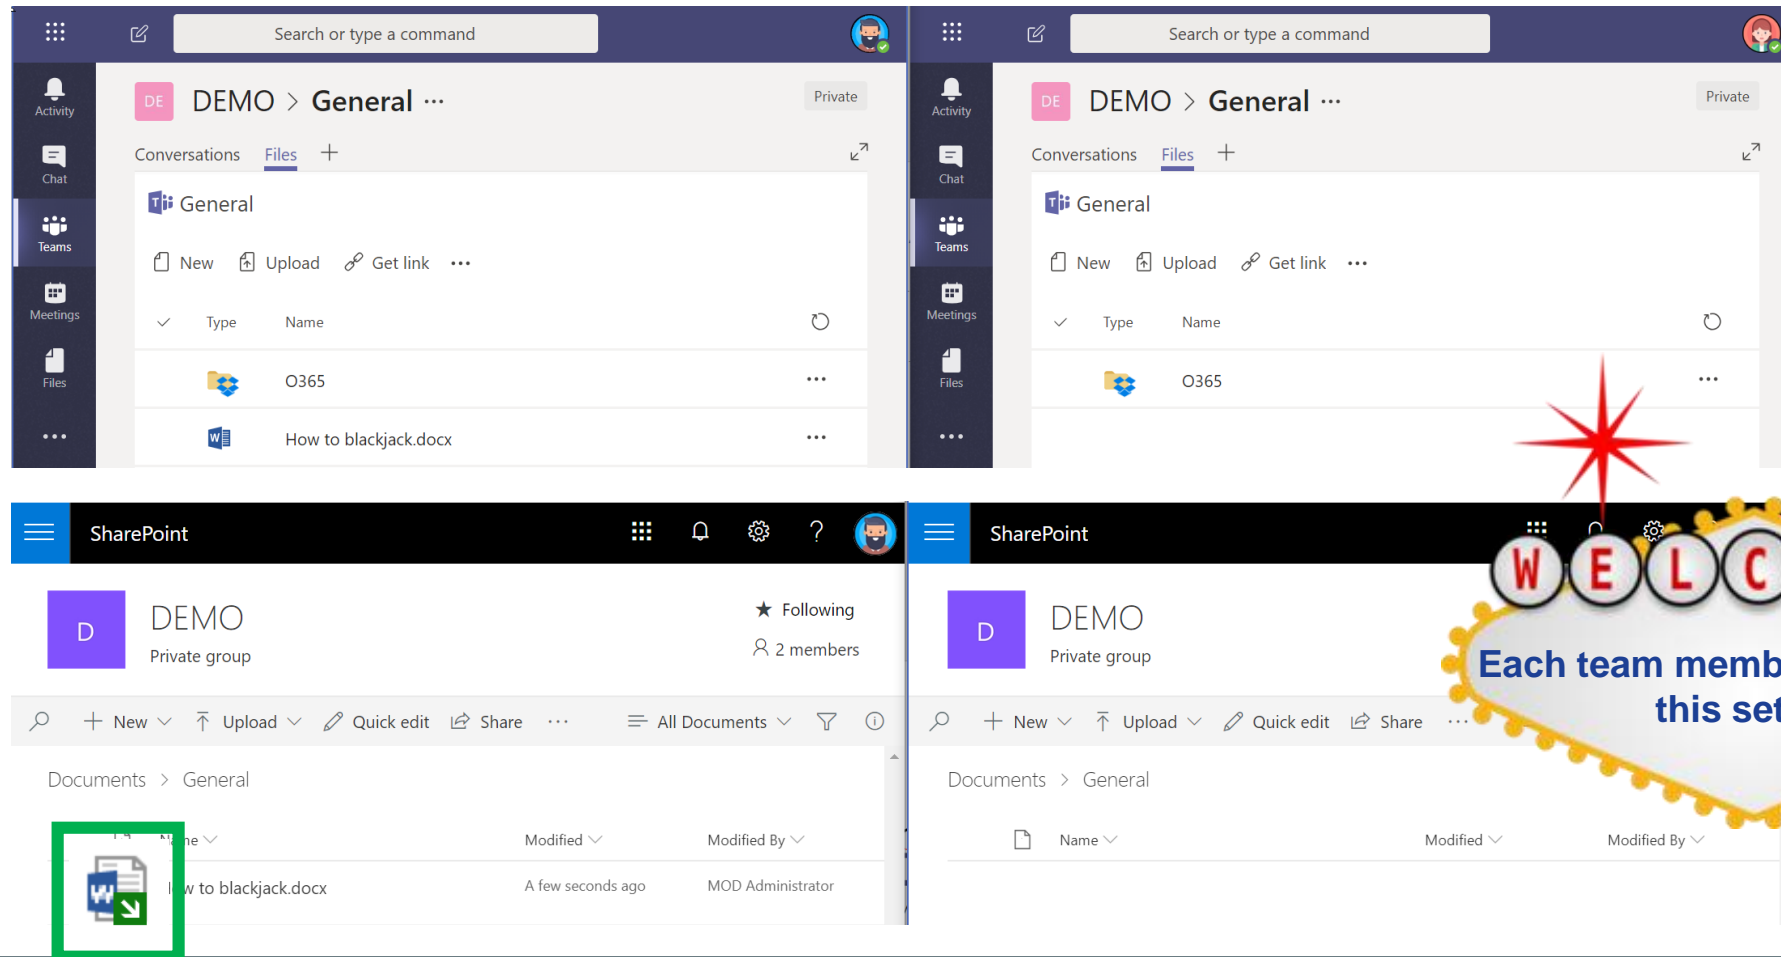 Search or type a command
Activity
DE DEMO > General ...
Private
Conversations Files +
Chat
General
Teams
New Upload Get link ...
Meetings
Type Name
Files
O365 ...
How to blackjack.docx ...
Search or type a command
Activity
DE DEMO > General ...
Private
Conversations Files +
Chat
General
Teams
New Upload Get link ...
Meetings
Type Name
Files
O365 ...
SharePoint ?
D DEMO
Private group
★ Following
2 members
+ New Upload Quick edit Share ... All Documents
Documents > General
Modified Modified By
to blackjack.docx A few seconds ago MOD Administrator
SharePoint
D DEMO
Private group
WELC
Each team memb
this set
+ New Upload Quick edit Share ...
Documents > General
Name Modified Modified By